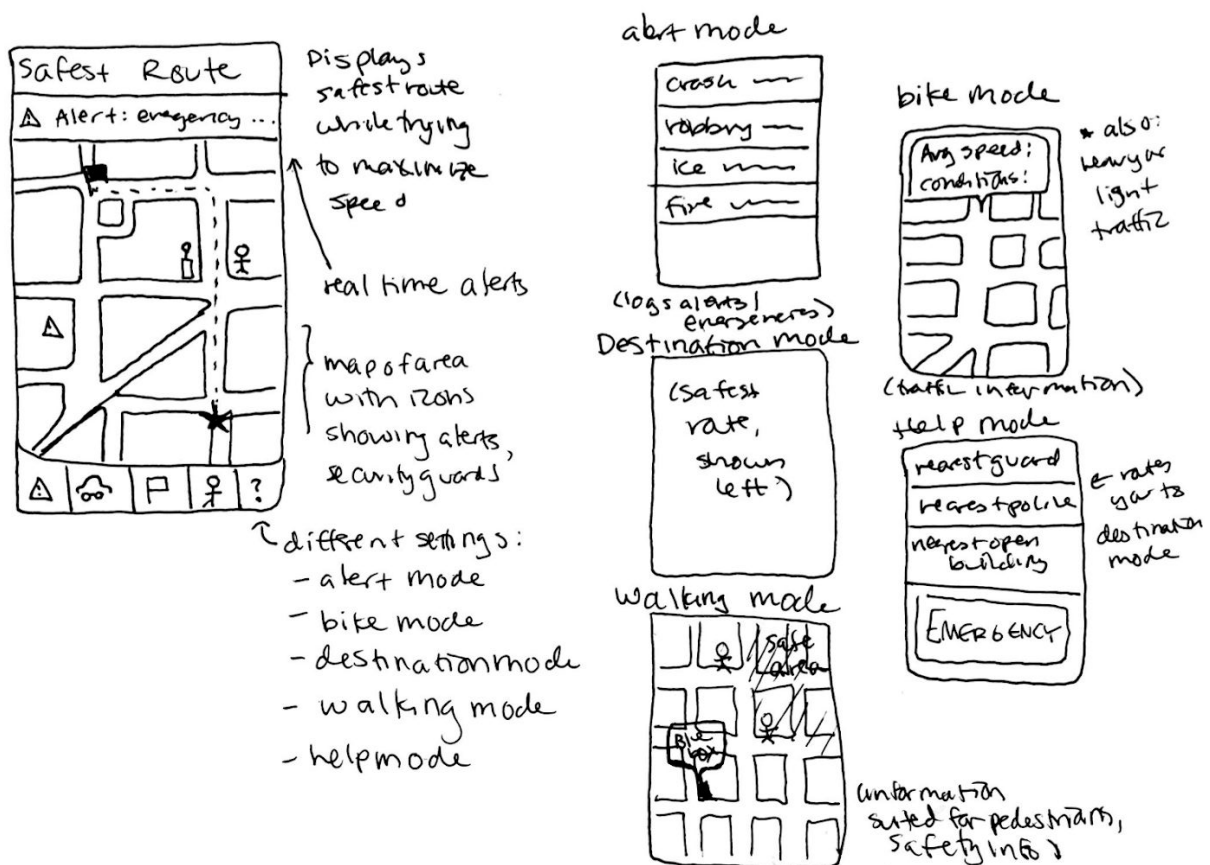 Safest Route
⚠ Alert: emergency ...
Displays
safest route
while trying
to maximize
speed
real time alerts
map of area
with icons
showing alerts,
security guards
?
different settings:
- alert mode
- bike mode
- destination mode
- walking mode
- help mode
alert mode
crash
robbery
ice
fire
(logs alerts/
emergencies)
Destination mode
(safest
route,
shown
left)
walking mode
safe
area
Blue
box
(information
suited for pedestrians,
safety info)
bike mode
Avg speed:
conditions:
* also:
heavy or
light
traffic
(traffic information)
Help mode
nearest guard
nearest police
nearest open
building
EMERGENCY
← routes
you to
destination
mode